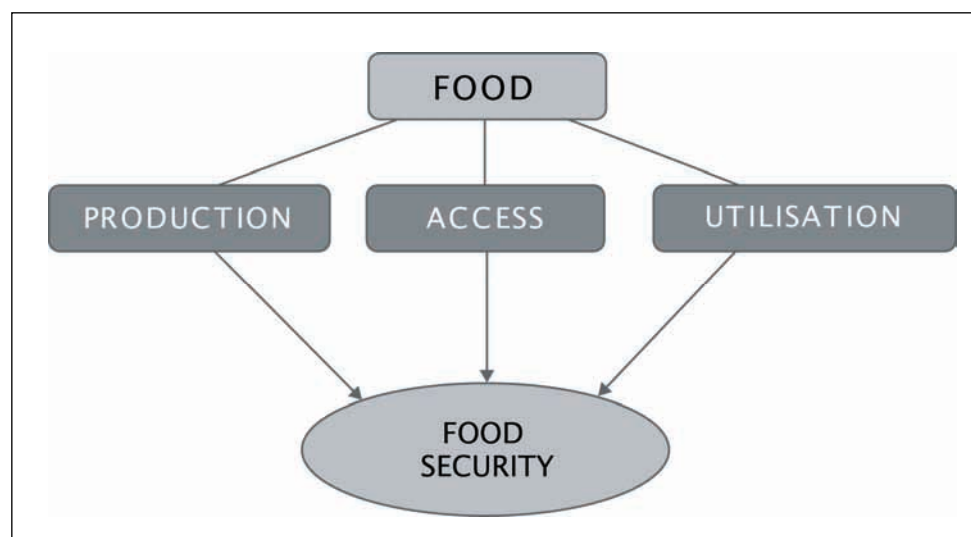 FOOD
PRODUCTION
ACCESS
UTILISATION
FOOD
SECURITY